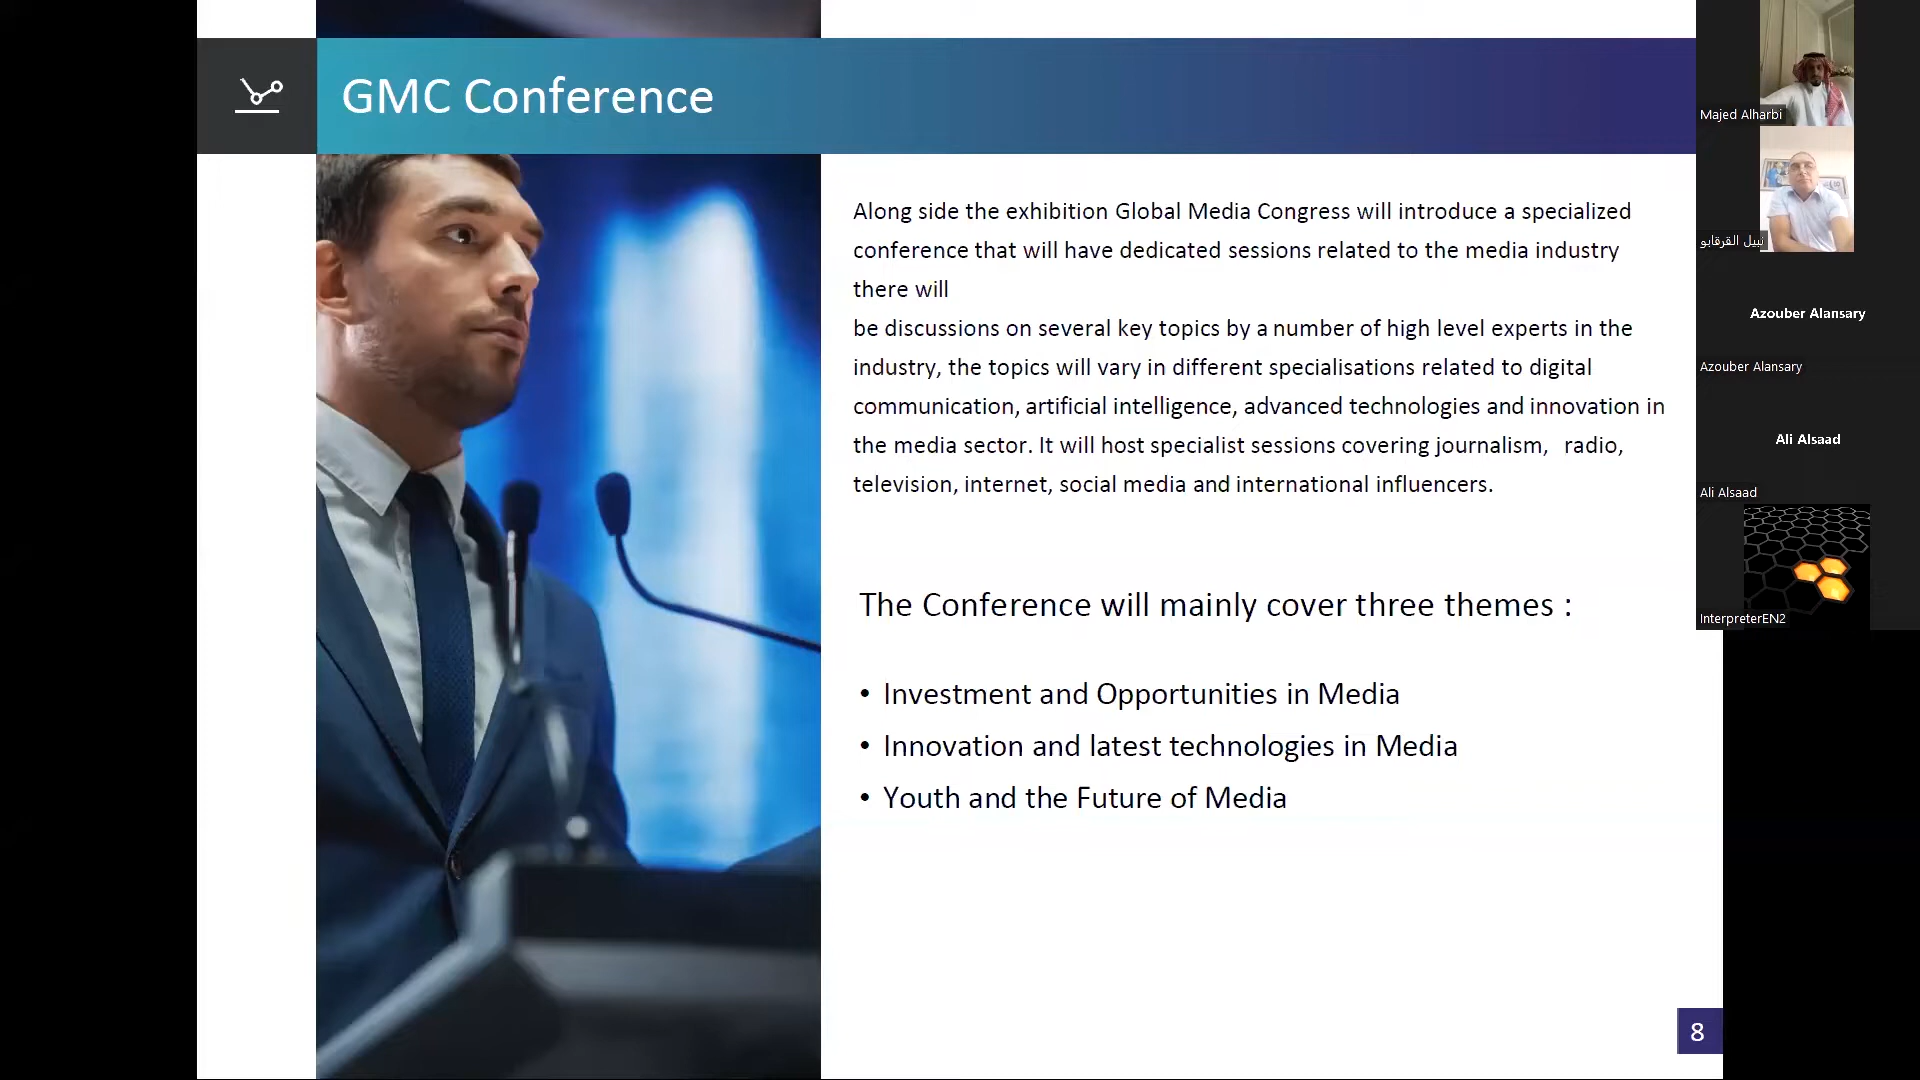 GMC Conference
Along side the exhibition Global Media Congress will introduce a specialized
conference that will have dedicated sessions related to the media industry
there will
be discussions on several key topics by a number of high level experts in the
industry, the topics will vary in different specialisations related to digital
communication, artificial intelligence, advanced technologies and innovation in
the media sector. It will host specialist sessions covering journalism, radio,
television, internet, social media and international influencers.
The Conference will mainly cover three themes :
• Investment and Opportunities in Media
• Innovation and latest technologies in Media
• Youth and the Future of Media
8
Majed Alharbi
نبيل القرقابو
Azouber Alansary
Azouber Alansary
Ali Alsaad
Ali Alsaad
InterpreterEN2